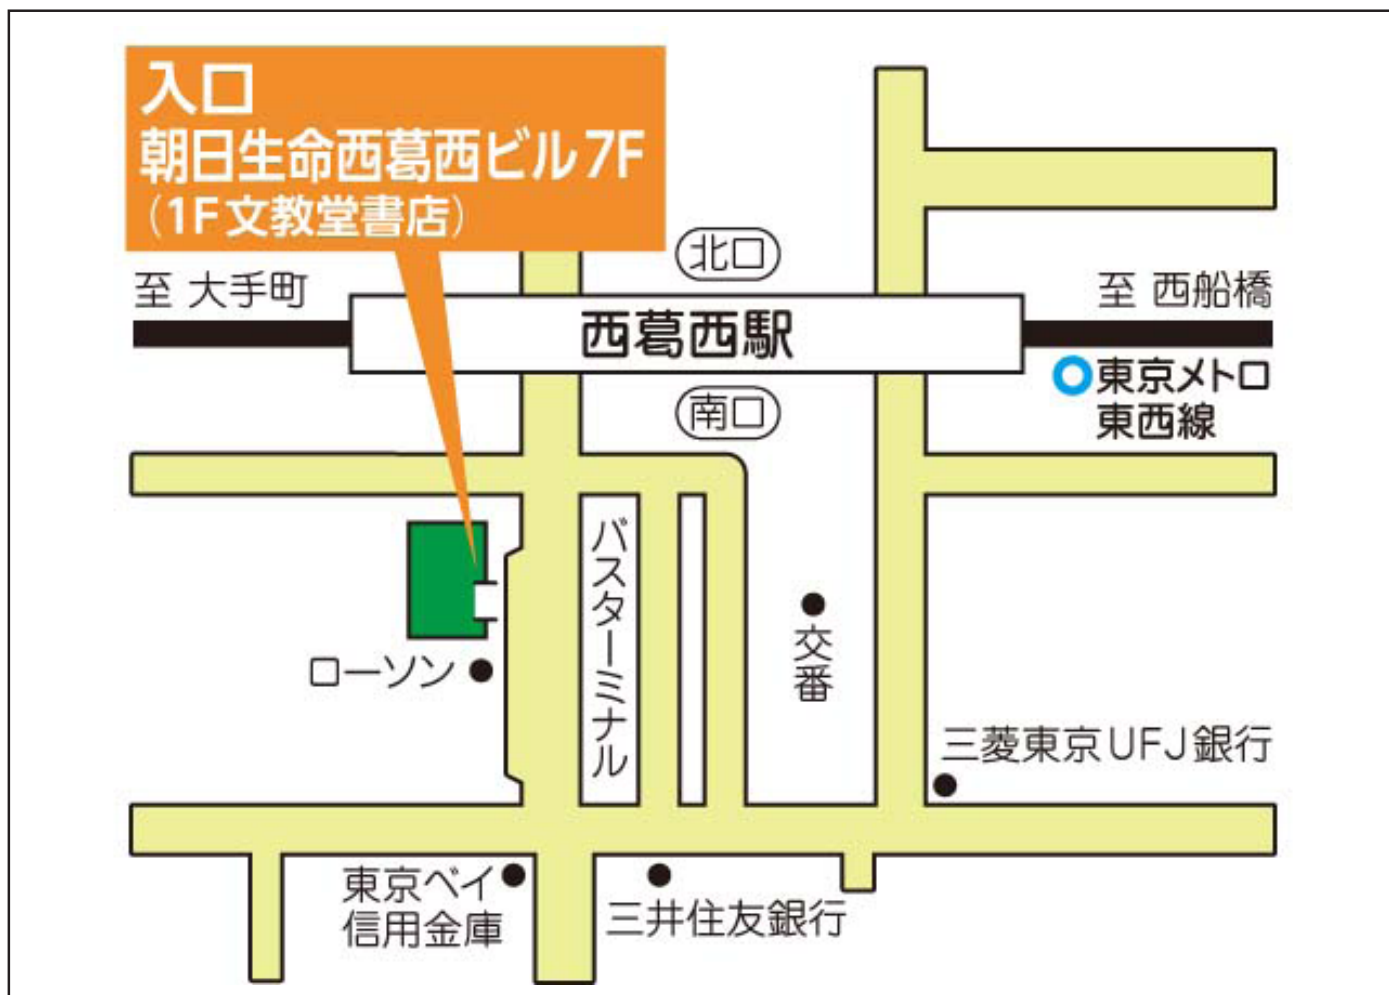 入口
朝日生命西葛西ビル7F
（1F文教堂書店）
北口
至 大手町
至 西船橋
西葛西駅
東京メトロ
東西線
南口
バスターミナル
交番
ローソン
三菱東京UFJ銀行
東京ベイ
信用金庫
三井住友銀行